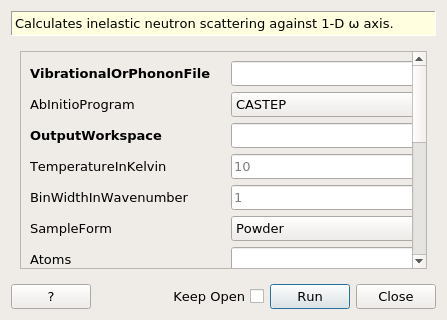 Calculates inelastic neutron scattering against 1-D ω axis.
VibrationalOrPhononFile
AbInitioProgram CASTEP
OutputWorkspace
TemperatureInKelvin 10
BinWidthInWavenumber 1
SampleForm Powder
Atoms
? Keep Open Run Close